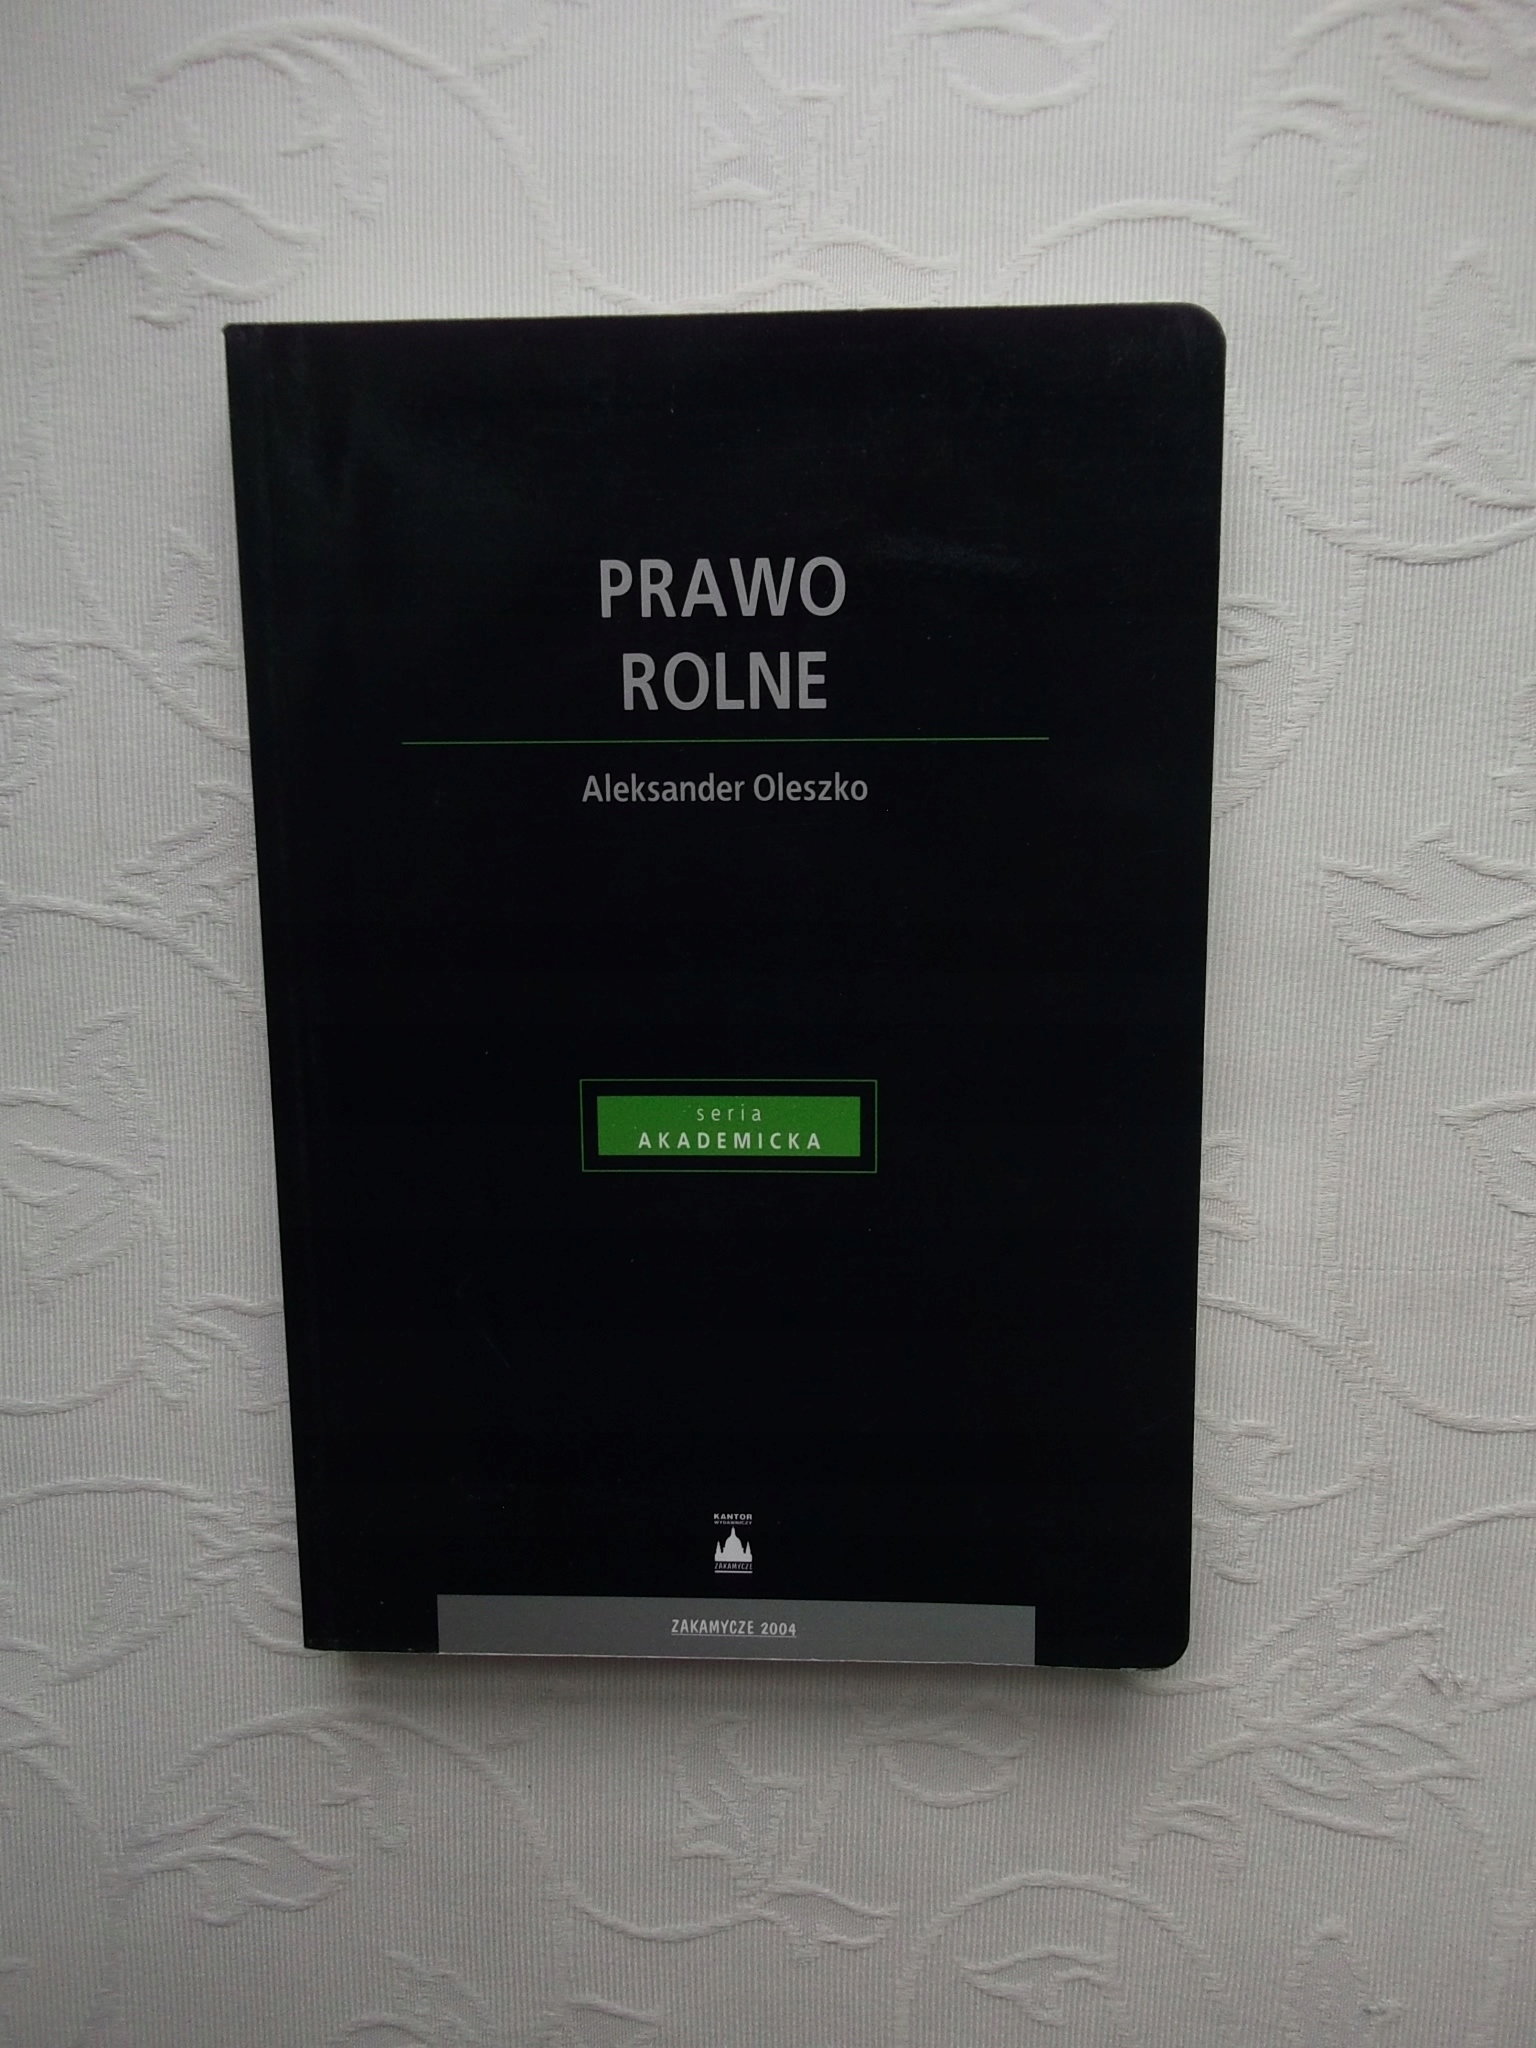 PRAWO
ROLNE
Aleksander Oleszko
seria
AKADEMICKA
KANTOR
WYDAWNICZY
ZAKAMYCZE
ZAKAMYCZE 2004